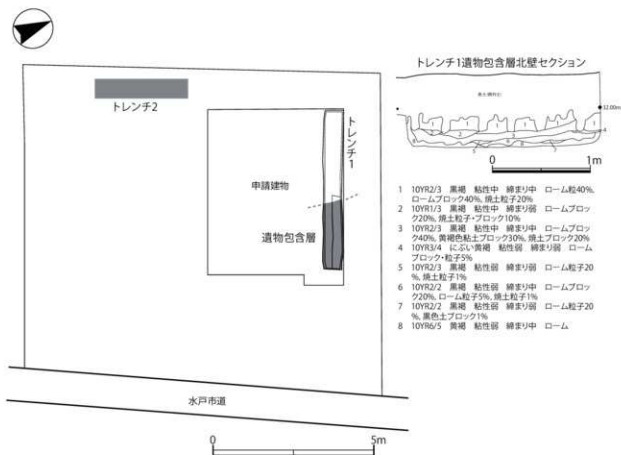 トレンチ2
トレンチ1
申請建物
遺物包含層
水戸市道
0 5m
トレンチ1遺物包含層北壁セクション
32.00m
0 1m
1 10YR2/3 黒褐 粘性中 締まり中 ローム粒40%,
ロームブロック40%, 焼土粒子20%
2 10YR1/3 黒褐 粘性中 締まり弱 ロームブロッ
ク20%, 焼土粒子・ブロック10%
3 10YR2/3 黒褐 粘性中 締まり中 ロームブロッ
ク40%, 黄褐色粘土ブロック30%, 焼土ブロック20%
4 10YR3/4 にぶい黄褐 粘性弱 締まり弱 ローム
ブロック・粒子5%
5 10YR2/3 黒褐 粘性弱 締まり弱 ローム粒子20
%, 焼土粒子1%
6 10YR2/2 黒褐 粘性弱 締まり中 ロームブロッ
ク20%, ローム粒子5%, 焼土粒子1%
7 10YR2/2 黒褐 粘性弱 締まり弱 ローム粒子20
%, 黒色土ブロック1%
8 10YR6/5 黄褐 粘性弱 締まり中 ローム